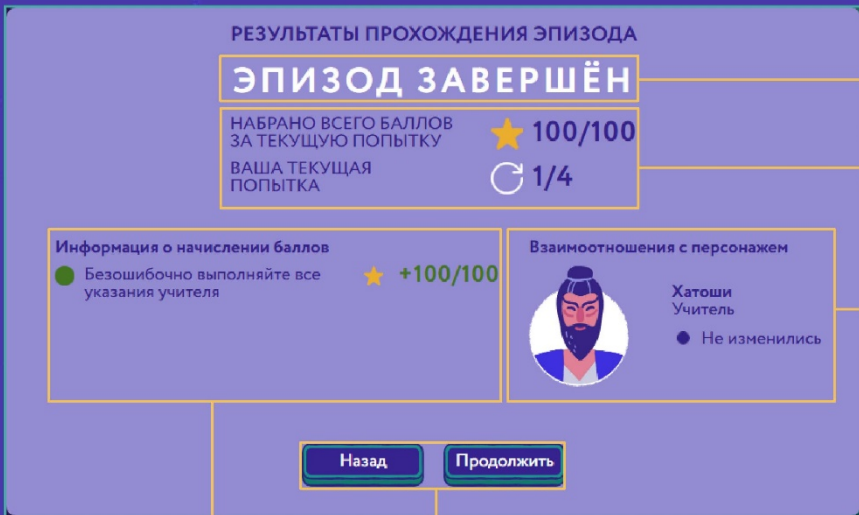 РЕЗУЛЬТАТЫ ПРОХОЖДЕНИЯ ЭПИЗОДА
ЭПИЗОД ЗАВЕРШЁН
НАБРАНО ВСЕГО БАЛЛОВ
ЗА ТЕКУЩУЮ ПОПЫТКУ
100/100
ВАША ТЕКУЩАЯ
ПОПЫТКА
1/4
Информация о начислении баллов
Безошибочно выполняйте все
указания учителя
+100/100
Взаимоотношения с персонажем
Хатоши
Учитель
Не изменились
Назад
Продолжить